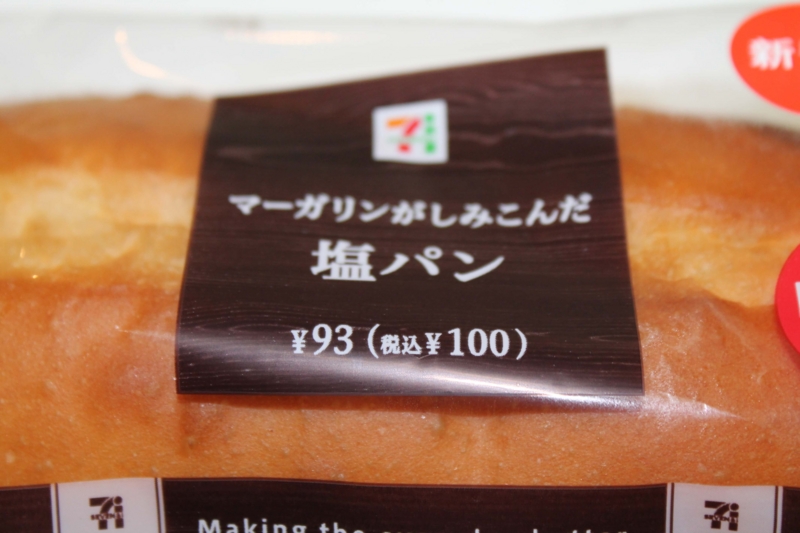 新
マーガリンがしみこんだ
塩パン
¥93(税込¥100)
Making the